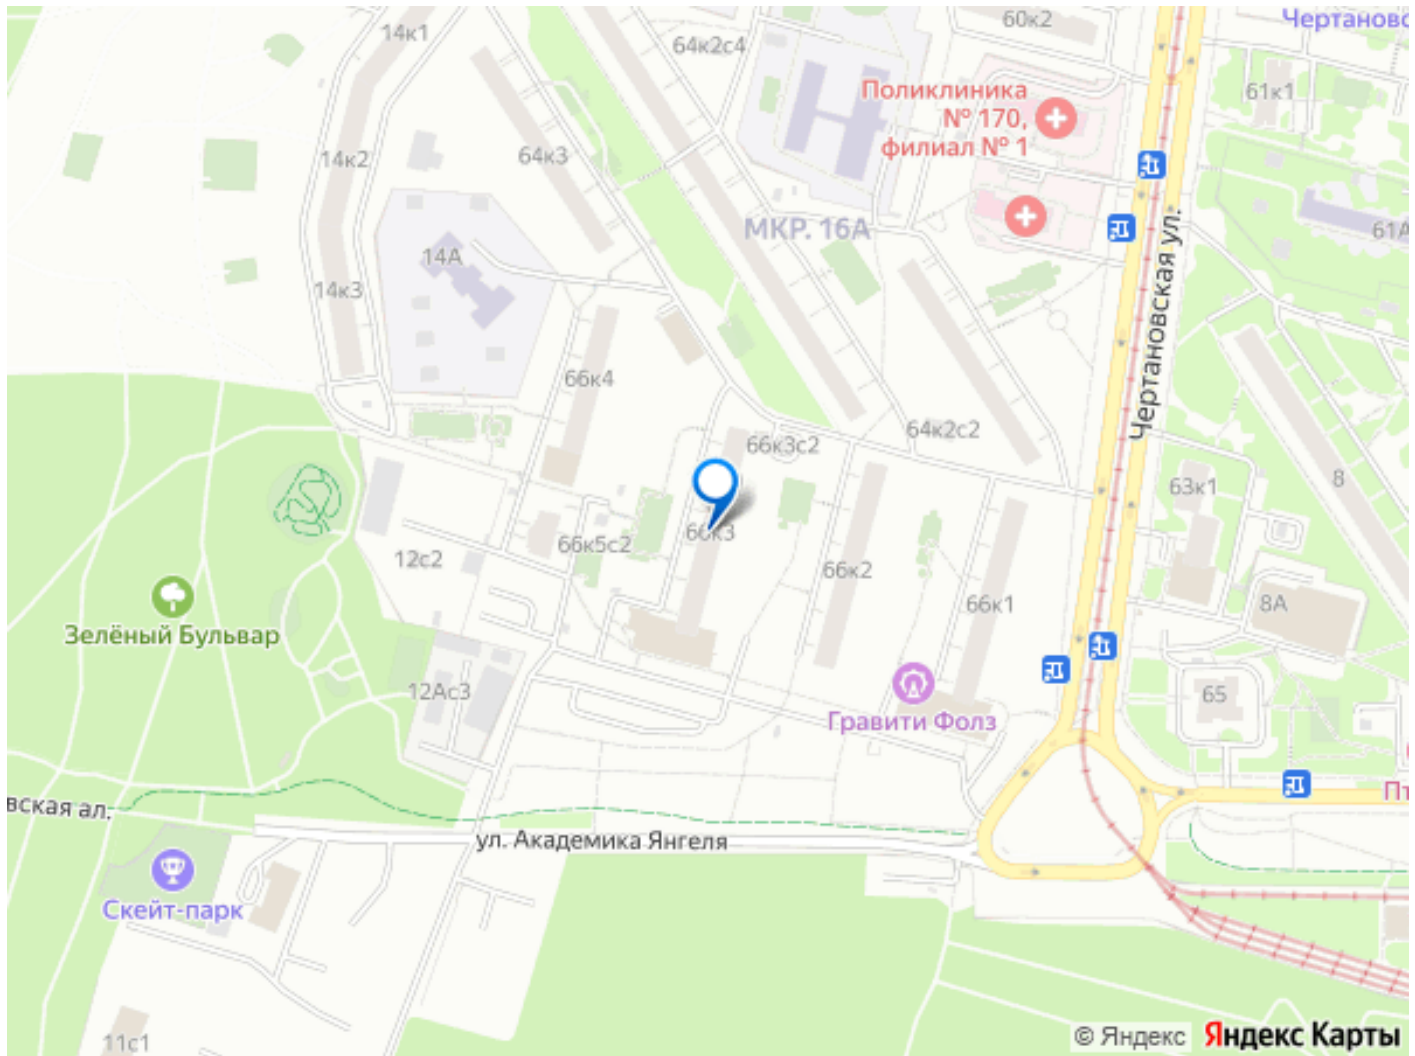 14к1
64к2с4
60к2
Чертановс
Поликлиника
№ 170,
филиал № 1
61к1
14к2
64к3
МКР. 16А
61А
14А
14к3
Чертановская ул.
66к4
66к3с2
64к2с2
63к1
8
66к3
66к5с2
12с2
66к2
66к1
8А
Зелёный Бульвар
12Ас3
65
Гравити Фолз
Пт
вская ал.
ул. Академика Янгеля
Скейт-парк
11с1
© Яндекс Яндекс Карты